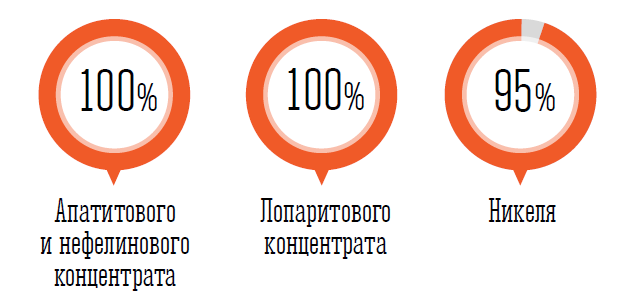 100%
Апатитового
и нефелинового
концентрата
100%
Лопаритового
концентрата
95%
Никеля